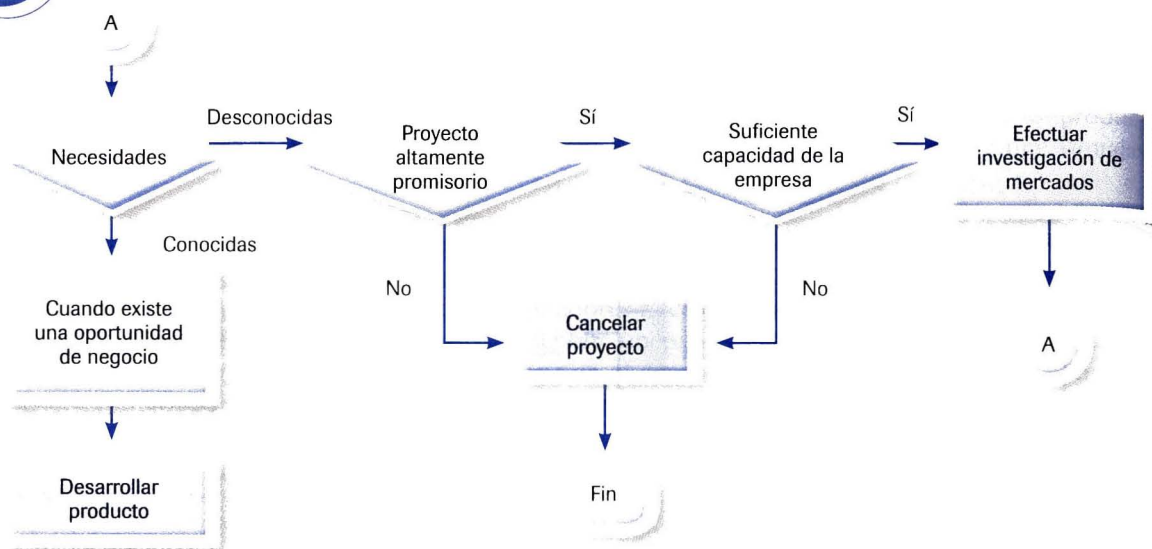 A
Necesidades
Desconocidas
Proyecto
altamente
promisorio
Sí
Suficiente
capacidad de la
empresa
Sí
Efectuar
investigación de
mercados
Conocidas
Cuando existe
una oportunidad
de negocio
No
Cancelar
proyecto
No
A
Desarrollar
producto
Fin